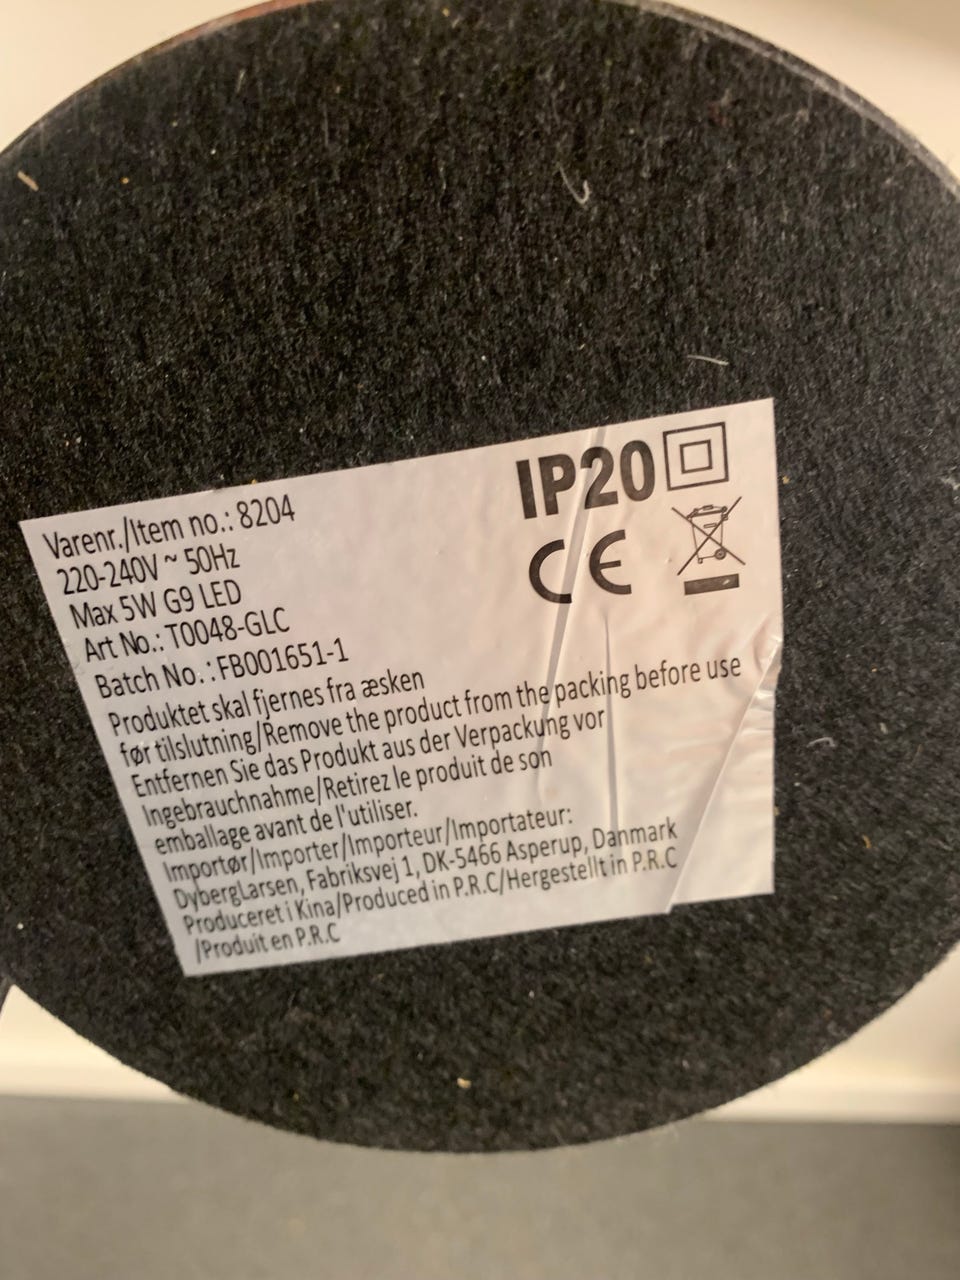 Varenr./Item no.: 8204
220-240V ~ 50Hz
Max 5W G9 LED
Art No.: T0048-GLC
Batch No. :FB001651-1
IP20
CE
Produktet skal fjernes fra æsken
før tilslutning/Remove the product from the packing before use
Entfernen Sie das Produkt aus der Verpackung vor
Ingebrauchnahme/Retirez le produit de son
emballage avant de l'utiliser.
Importør/Importer/Importeur/Importateur:
DybergLarsen, Fabriksvej 1, DK-5466 Asperup, Danmark
Produceret i Kina/Produced in P.R.C/Hergestellt in P.R.C
/Produit en P.R.C